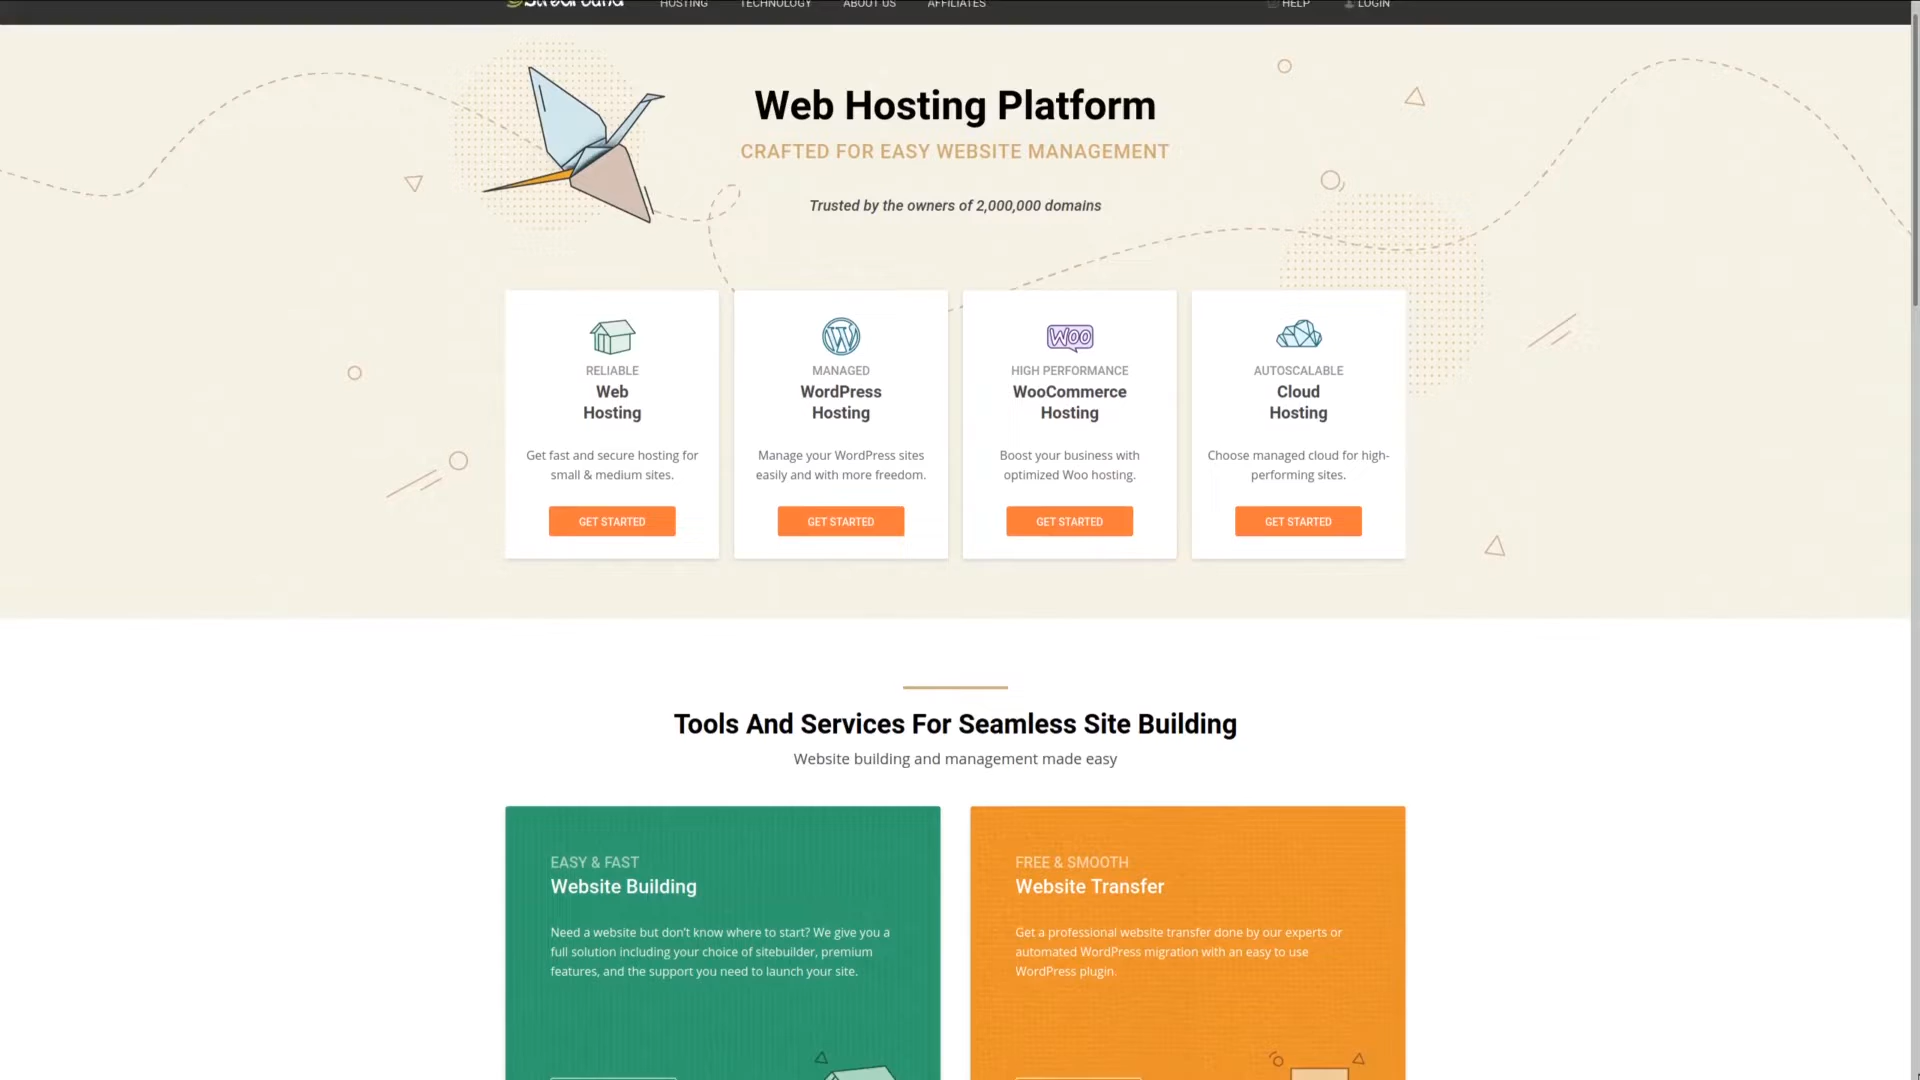 SiteGround
HOSTING
TECHNOLOGY
ABOUT US
AFFILIATES
HELP
LOGIN
Web Hosting Platform
CRAFTED FOR EASY WEBSITE MANAGEMENT
Trusted by the owners of 2,000,000 domains
RELIABLE
Web
Hosting
Get fast and secure hosting for
small & medium sites.
GET STARTED
MANAGED
WordPress
Hosting
Manage your WordPress sites
easily and with more freedom.
GET STARTED
WOO
HIGH PERFORMANCE
WooCommerce
Hosting
Boost your business with
optimized Woo hosting.
GET STARTED
AUTOSCALABLE
Cloud
Hosting
Choose managed cloud for high-
performing sites.
GET STARTED
Tools And Services For Seamless Site Building
Website building and management made easy
EASY & FAST
Website Building
Need a website but don't know where to start? We give you a
full solution including your choice of sitebuilder, premium
features, and the support you need to launch your site.
FREE & SMOOTH
Website Transfer
Get a professional website transfer done by our experts or
automated WordPress migration with an easy to use
WordPress plugin.